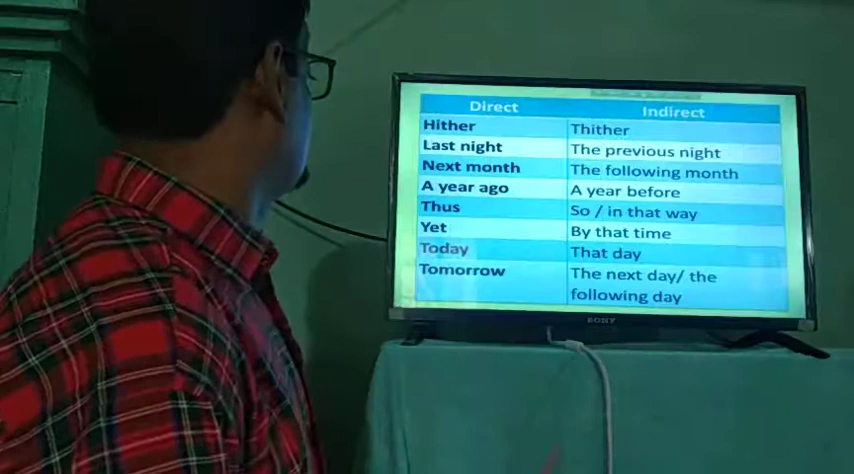 Direct Indirect
Hither Thither
Last night The previous night
Next month The following month
A year ago A year before
Thus So / in that way
Yet By that time
Today That day
Tomorrow The next day/ the
following day
SONY